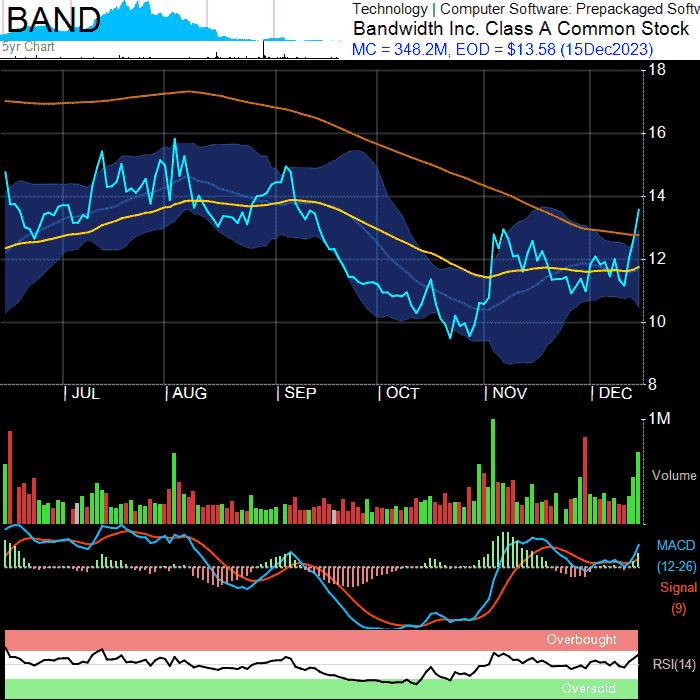 BAND
5yr Chart
Technology | Computer Software: Prepackaged Softw
Bandwidth Inc. Class A Common Stock
MC = 348.2M, EOD = $13.58 (15Dec2023)
18
16
14
12
10
8
| JUL | AUG | SEP | OCT | NOV | DEC
1M
Volume
MACD
(12-26)
Signal
(9)
Overbought
RSI(14)
Oversold